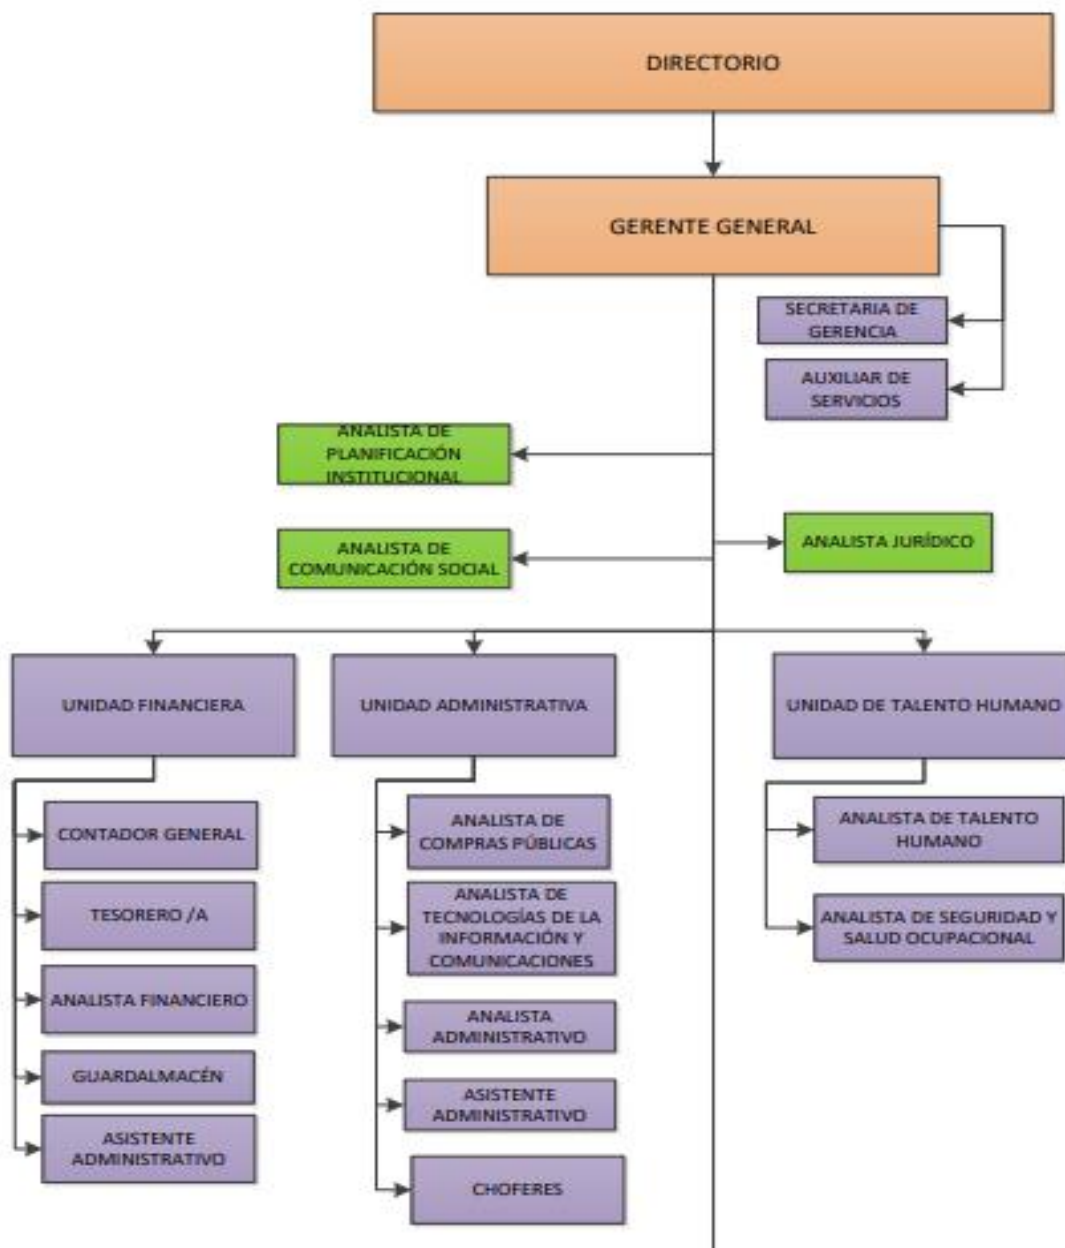 DIRECTORIO
GERENTE GENERAL
SECRETARIA DE
GERENCIA
AUXILIAR DE
SERVICIOS
ANALISTA DE
PLANIFICACIÓN
INSTITUCIONAL
ANALISTA DE
COMUNICACIÓN SOCIAL
ANALISTA JURÍDICO
UNIDAD FINANCIERA
CONTADOR GENERAL
TESORERO /A
ANALISTA FINANCIERO
GUARDALMACÉN
ASISTENTE
ADMINISTRATIVO
UNIDAD ADMINISTRATIVA
ANALISTA DE
COMPRAS PÚBLICAS
ANALISTA DE
TECNOLOGÍAS DE LA
INFORMACIÓN Y
COMUNICACIONES
ANALISTA
ADMINISTRATIVO
ASISTENTE
ADMINISTRATIVO
CHOFERES
UNIDAD DE TALENTO HUMANO
ANALISTA DE TALENTO
HUMANO
ANALISTA DE SEGURIDAD Y
SALUD OCUPACIONAL